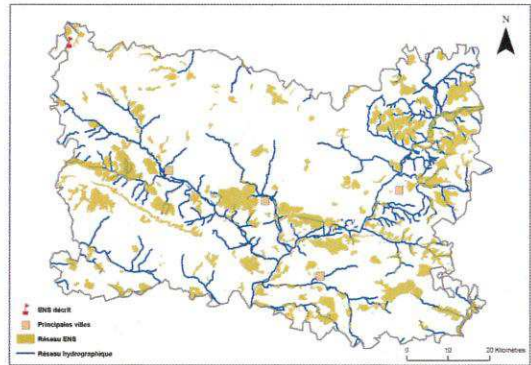 N
ENS décrit
Principales villes
Réseau ENS
Réseau hydrographique
0 10 20 Kilomètres